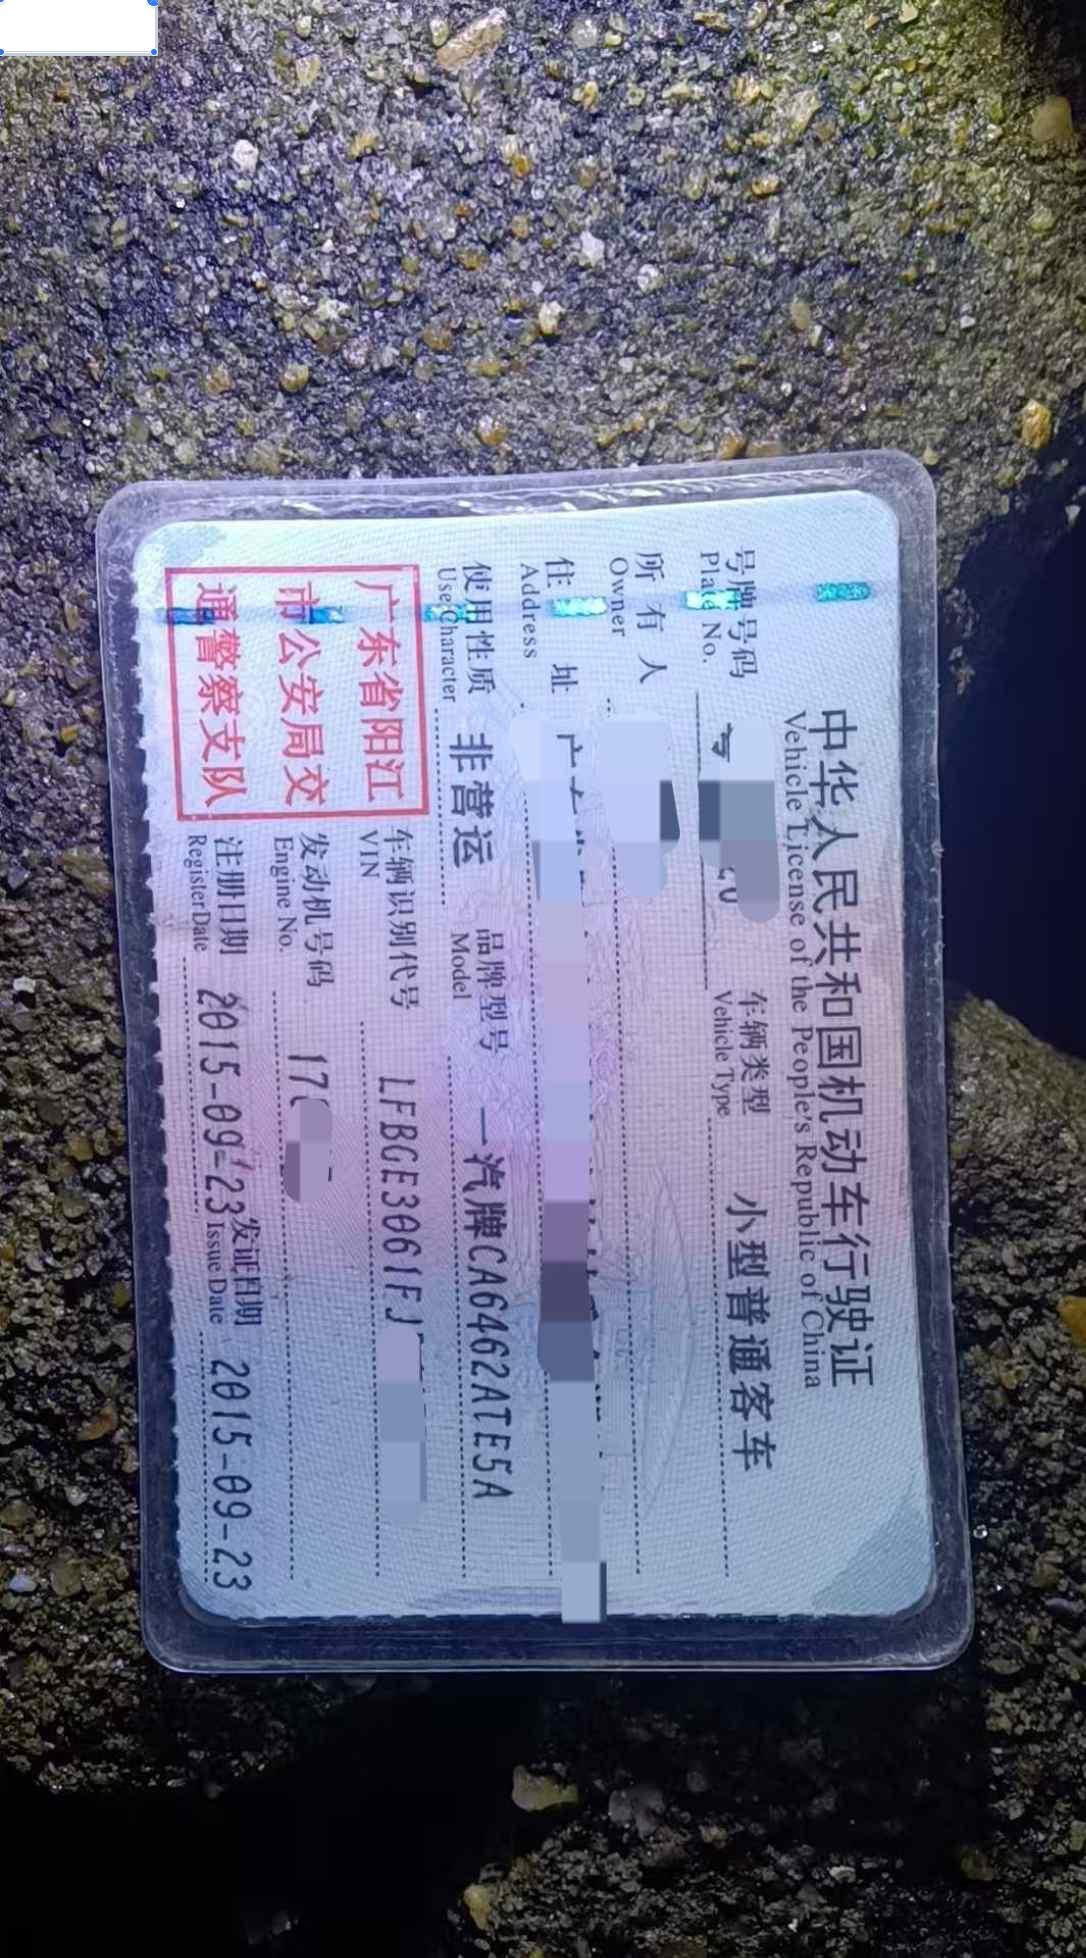 中华人民共和国机动车行驶证
Vehicle License of the People's Republic of China
号牌号码
Plate No.
车辆类型
Vehicle Type
小型普通客车
所有人
Owner
住址
Address
使用性质
Use Character
非营运
品牌型号
Model
一汽牌CA6462ATE5A
广东省阳江
市公安局交
通警察支队
车辆识别代号
VIN
LFBGE3061FJ
发动机号码
Engine No.
17
注册日期
Register Date
2015-09-23
发证日期
Issue Date
2015-09-23